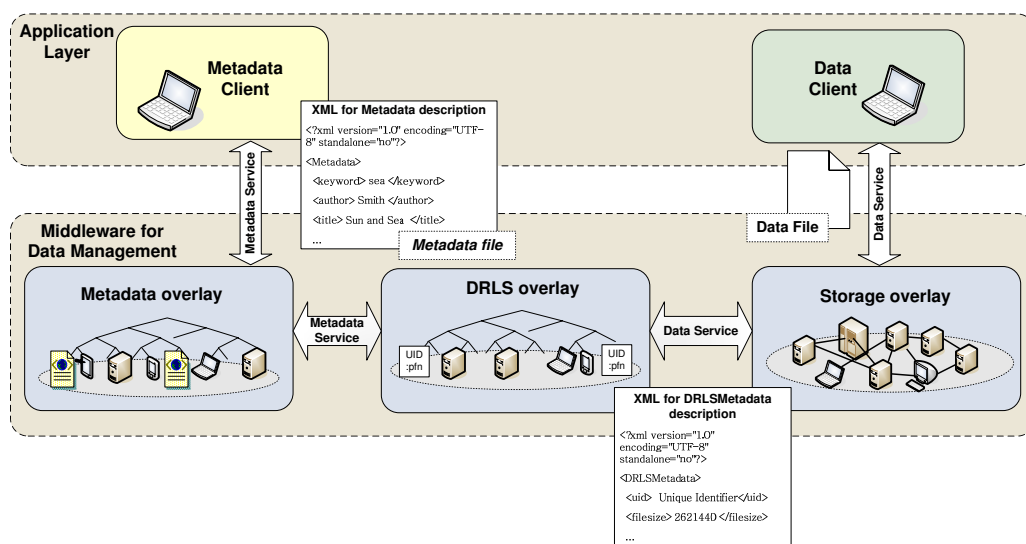 Application
Layer
Metadata
Client
Data
Client
XML for Metadata description
<?xml version="1.0" encoding="UTF-
8" standalone="no"?>
<Metadata>
<keyword> sea </keyword>
<author> Smith </author>
<title> Sun and Sea </title>
...
Metadata file
Metadata Service
Data File
Data Service
Middleware for
Data Management
Metadata overlay
Metadata
Service
DRLS overlay
UID
:pfn
UID
:pfn
Data Service
Storage overlay
XML for DRLSMetadata
description
<?xml version="1.0"
encoding="UTF-8"
standalone="no"?>
<DRLSMetadata>
<uid> Unique Identifier</uid>
<filesize> 2621440 </filesize>
...